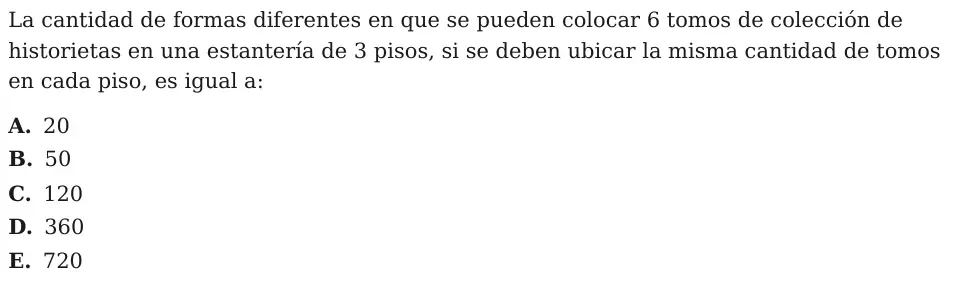 La cantidad de formas diferentes en que se pueden colocar 6 tomos de colección de
historietas en una estantería de 3 pisos, si se deben ubicar la misma cantidad de tomos
en cada piso, es igual a:
A. 20
B. 50
C. 120
D. 360
E. 720